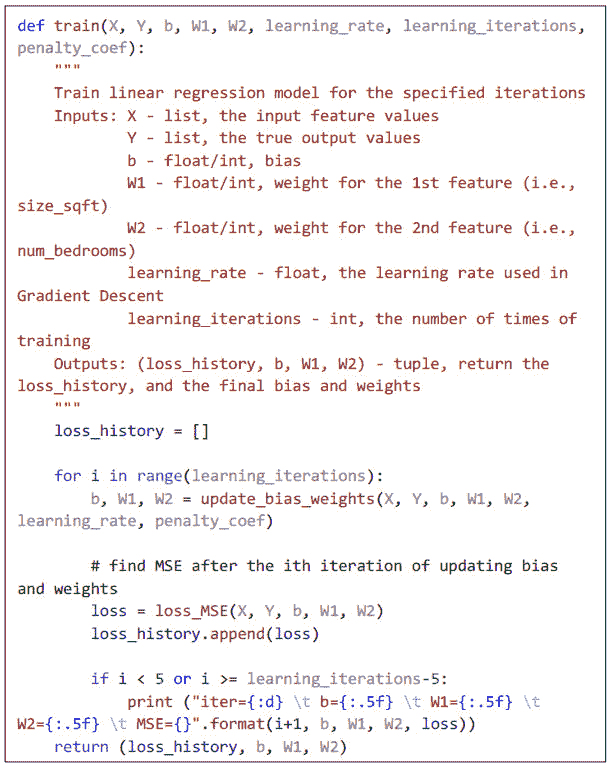 def train(X, Y, b, W1, W2, learning_rate, learning_iterations,
penalty_coef):
    """
    Train linear regression model for the specified iterations
    Inputs: X - list, the input feature values
            Y - list, the true output values
            b - float/int, bias
            W1 - float/int, weight for the 1st feature (i.e.,
size_sqft)
            W2 - float/int, weight for the 2nd feature (i.e.,
num_bedrooms)
            learning_rate - float, the learning rate used in
Gradient Descent
            learning_iterations - int, the number of times of
training
    Outputs: (loss_history, b, W1, W2) - tuple, return the
loss_history, and the final bias and weights
    """
    loss_history = []

    for i in range(learning_iterations):
        b, W1, W2 = update_bias_weights(X, Y, b, W1, W2,
learning_rate, penalty_coef)

        # find MSE after the ith iteration of updating bias
and weights
        loss = loss_MSE(X, Y, b, W1, W2)
        loss_history.append(loss)

        if i < 5 or i >= learning_iterations-5:
            print ("iter={:d} \t b={:.5f} \t W1={:.5f} \t
W2={:.5f} \t MSE={}".format(i+1, b, W1, W2, loss))
    return (loss_history, b, W1, W2)